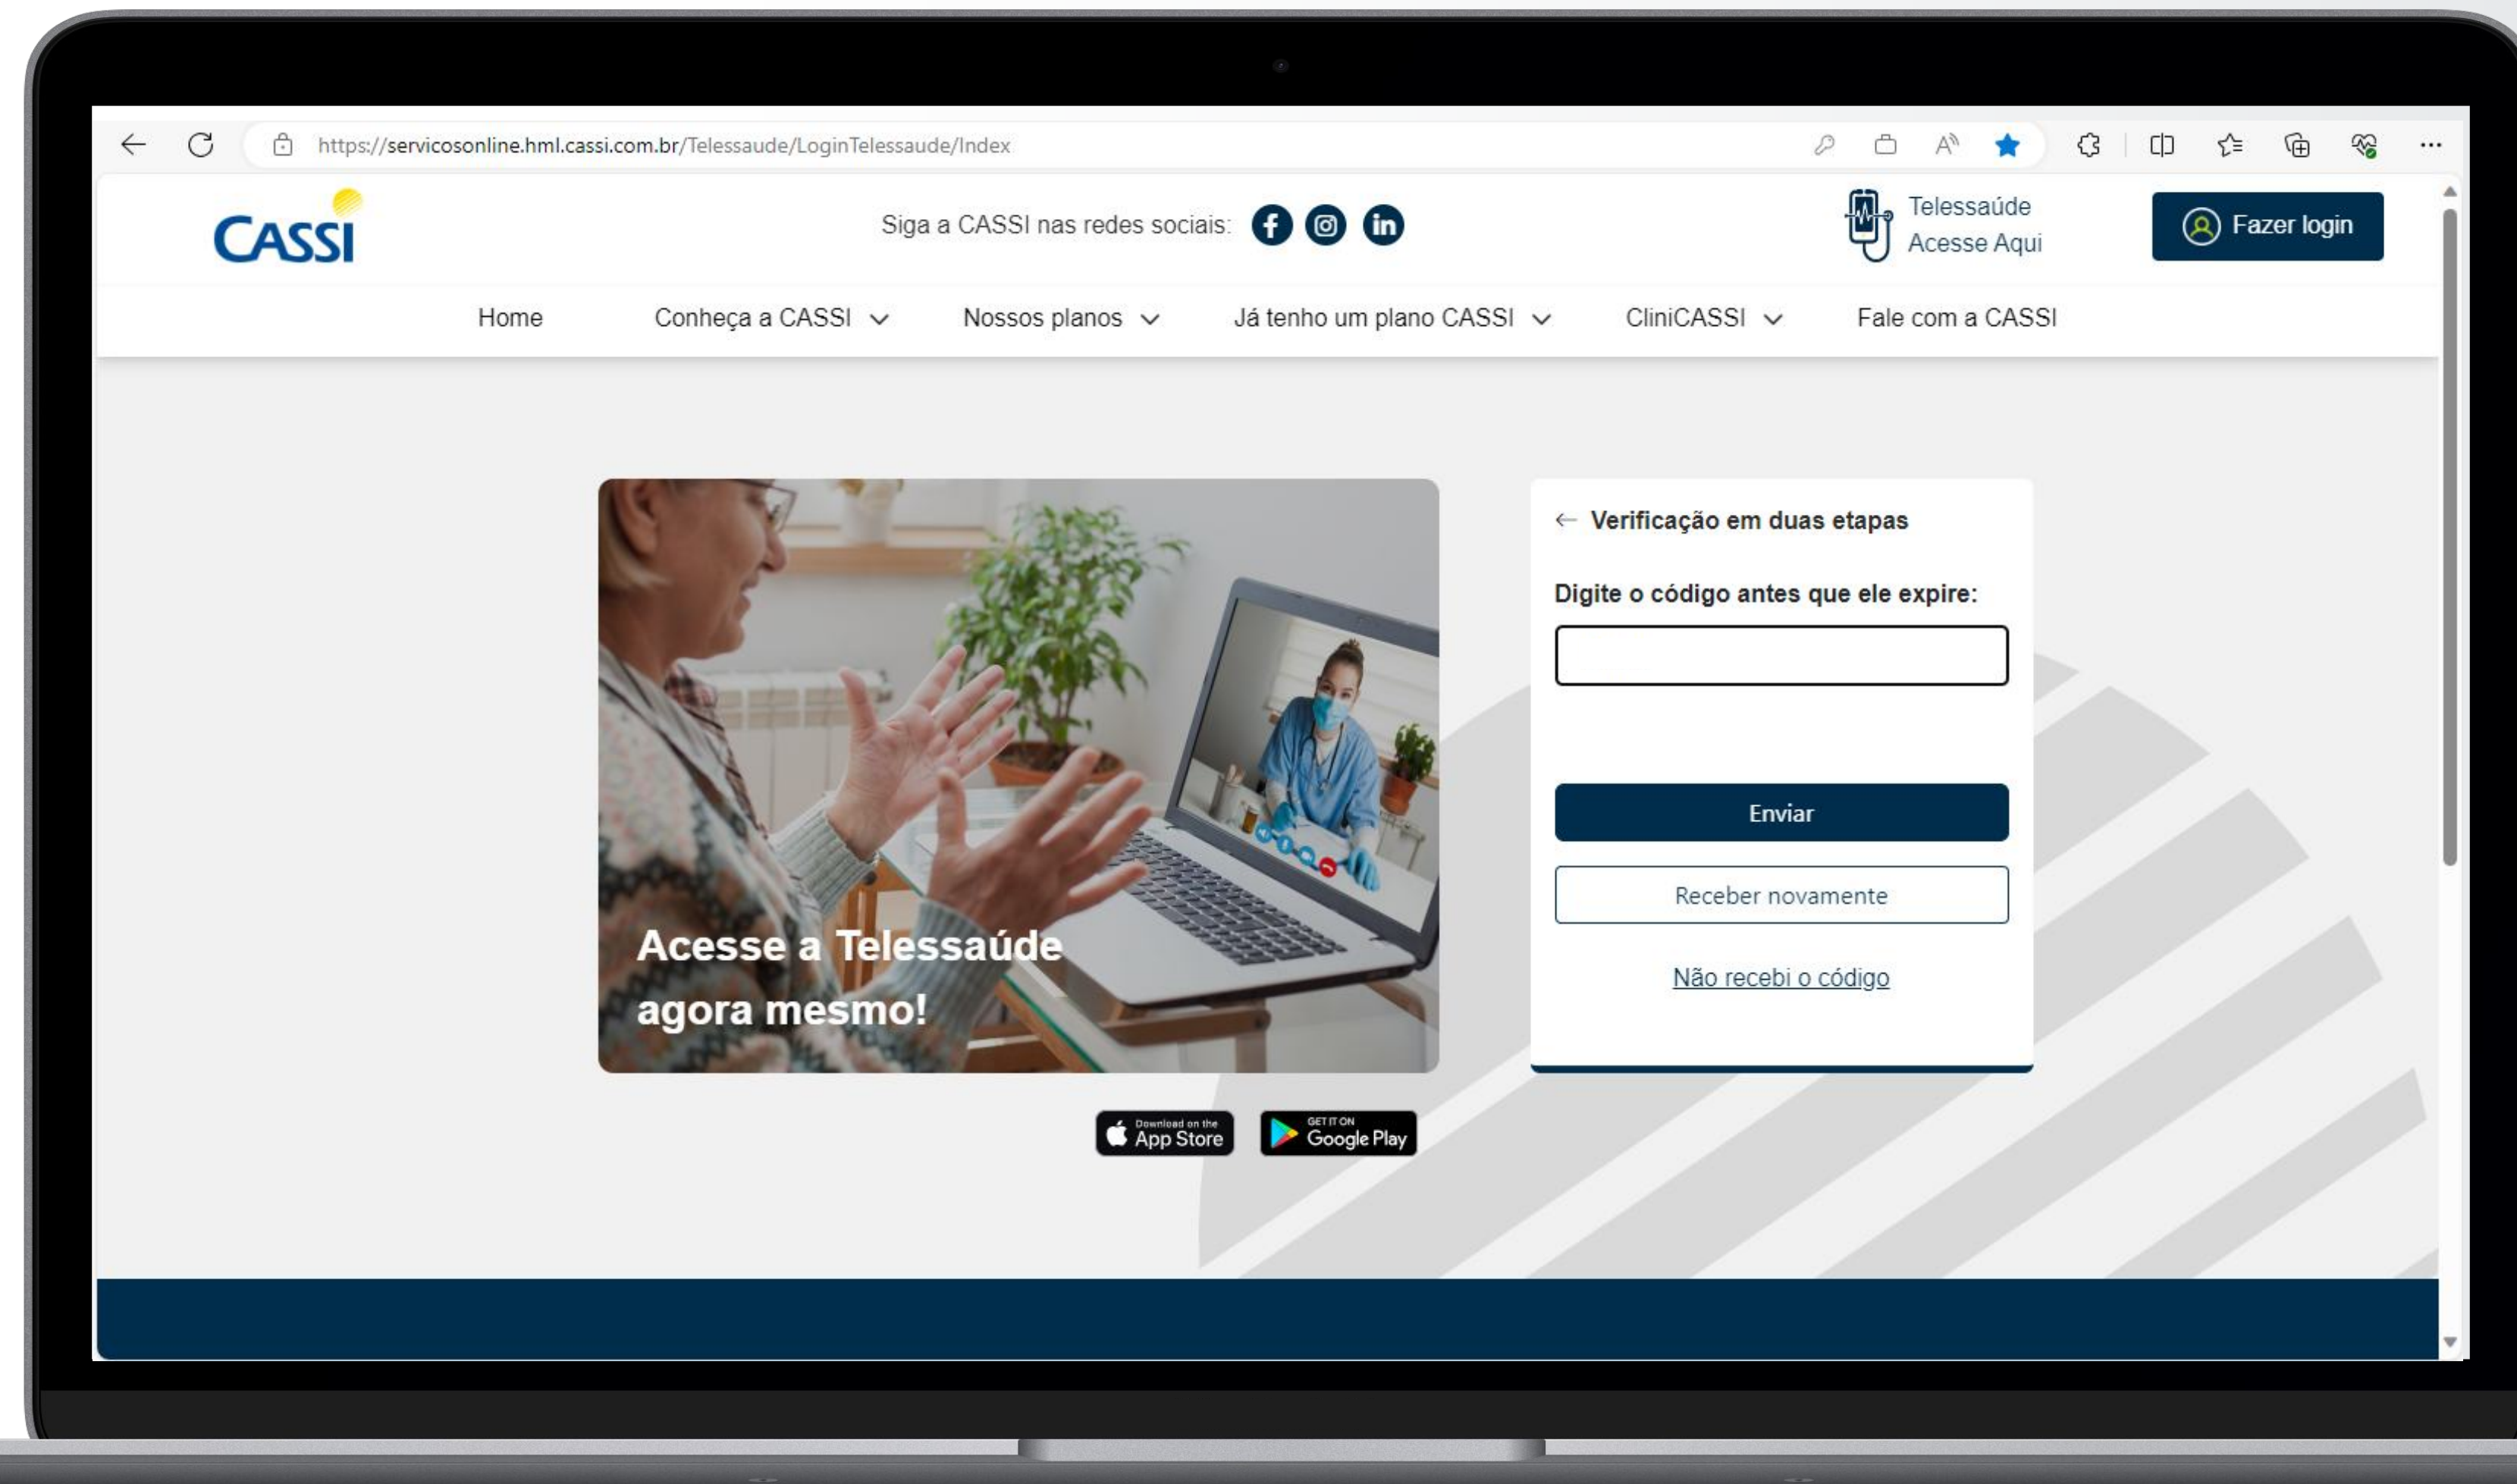 https://servicosonline.hml.cassi.com.br/Telessaude/LoginTelessaude/Index
CASSI
Siga a CASSI nas redes sociais:
Telessaúde
Acesse Aqui
Fazer login
Home
Conheça a CASSI
Nossos planos
Já tenho um plano CASSI
CliniCASSI
Fale com a CASSI
Acesse a Telessaúde
agora mesmo!
Verificação em duas etapas
Digite o código antes que ele expire:
Enviar
Receber novamente
Não recebi o código
Download on the
App Store
GET IT ON
Google Play